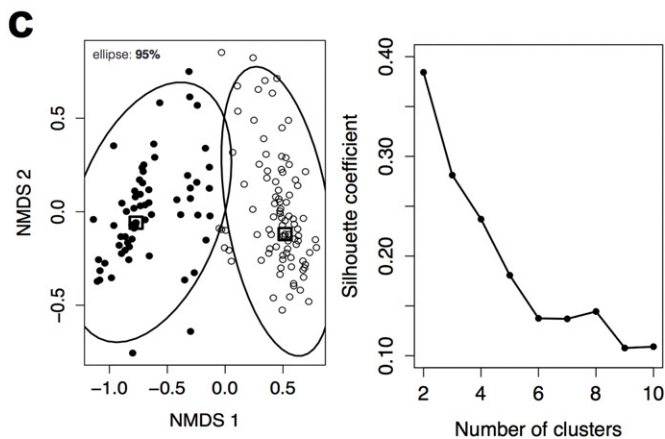 C
ellipse: 95%
NMDS 2
0.5
0.0
−0.5
−1.0 −0.5 0.0 0.5
NMDS 1
Silhouette coefficient
0.40
0.30
0.20
0.10
2 4 6 8 10
Number of clusters